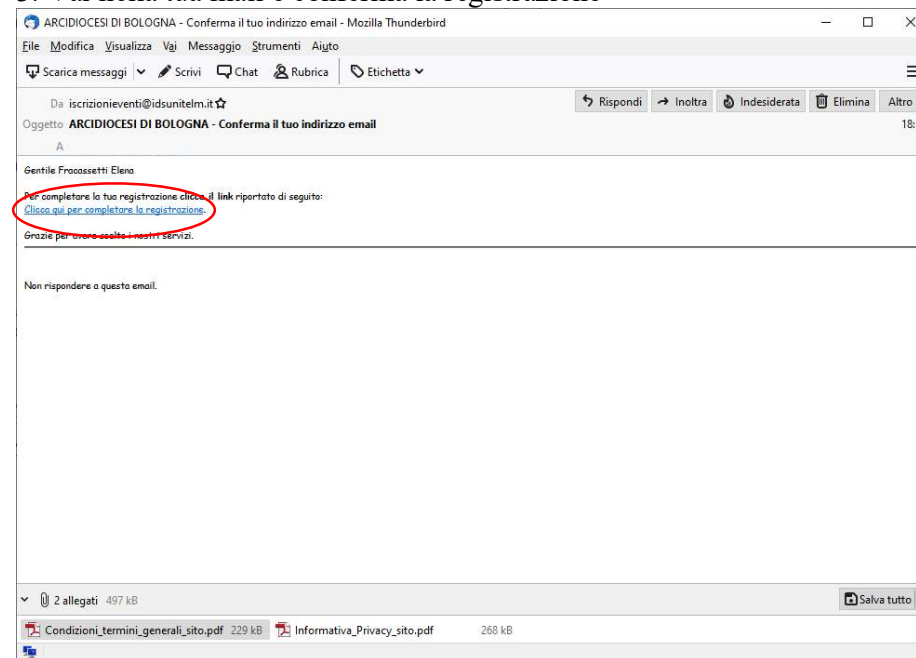 ARCIDIOCESI DI BOLOGNA - Conferma il tuo indirizzo email - Mozilla Thunderbird
File Modifica Visualizza Vai Messaggio Strumenti Aiuto
Scarica messaggi Scrivi Chat Rubrica Etichetta
Da iscrizionieventi@idsunitelm.it Rispondi Inoltra Indesiderata Elimina Altro
Oggetto ARCIDIOCESI DI BOLOGNA - Conferma il tuo indirizzo email 18:
A
Gentile Fracassetti Elena
Per completare la tua registrazione clicca il link riportato di seguito:
Clicca qui per completare la registrazione.
Grazie per avere scelto i nostri servizi.
Non rispondere a questa email.
2 allegati 497 kB Salva tutto
Condizioni_termini_generali_sito.pdf 229 kB Informativa_Privacy_sito.pdf 268 kB